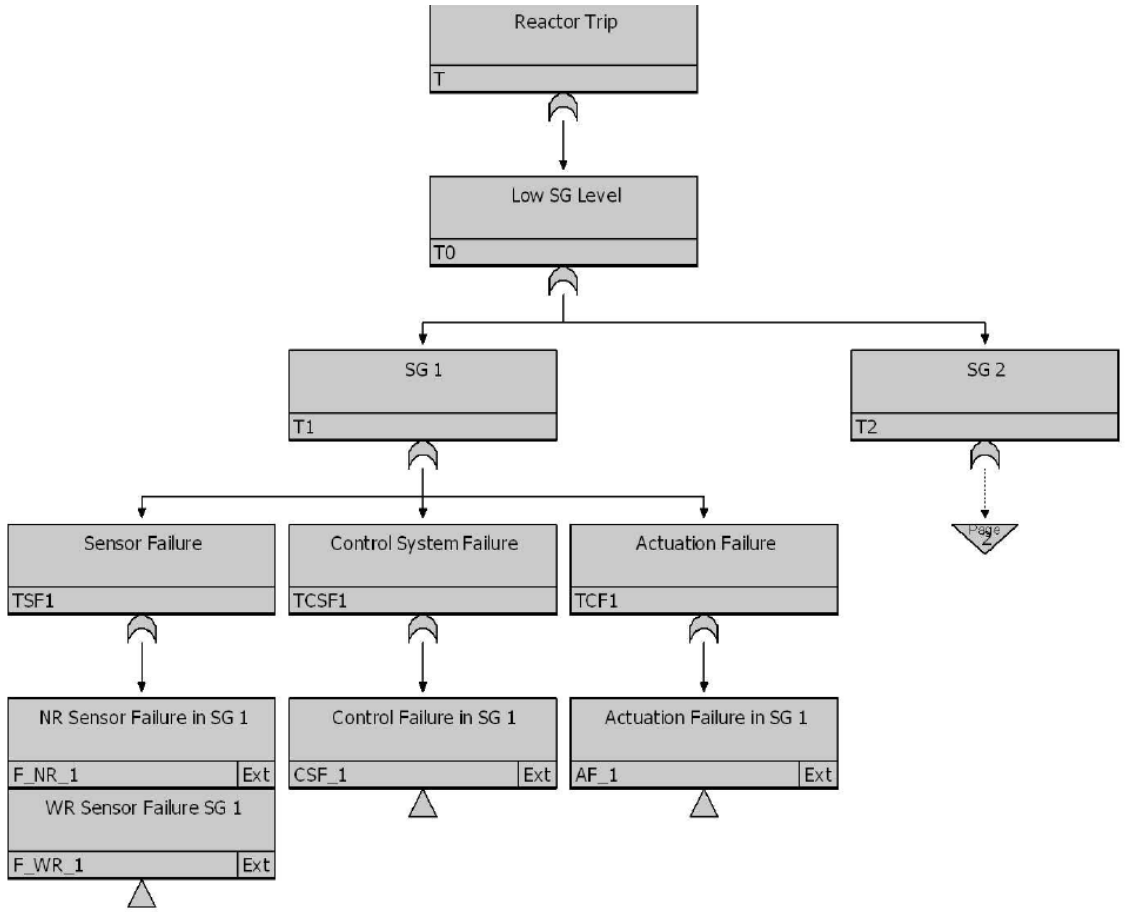 Reactor Trip
T
Low SG Level
T0
SG 1
T1
SG 2
T2
Page
2
Sensor Failure
TSF1
Control System Failure
TCSF1
Actuation Failure
TCF1
NR Sensor Failure in SG 1
F_NR_1 Ext
WR Sensor Failure SG 1
F_WR_1 Ext
Control Failure in SG 1
CSF_1 Ext
Actuation Failure in SG 1
AF_1 Ext